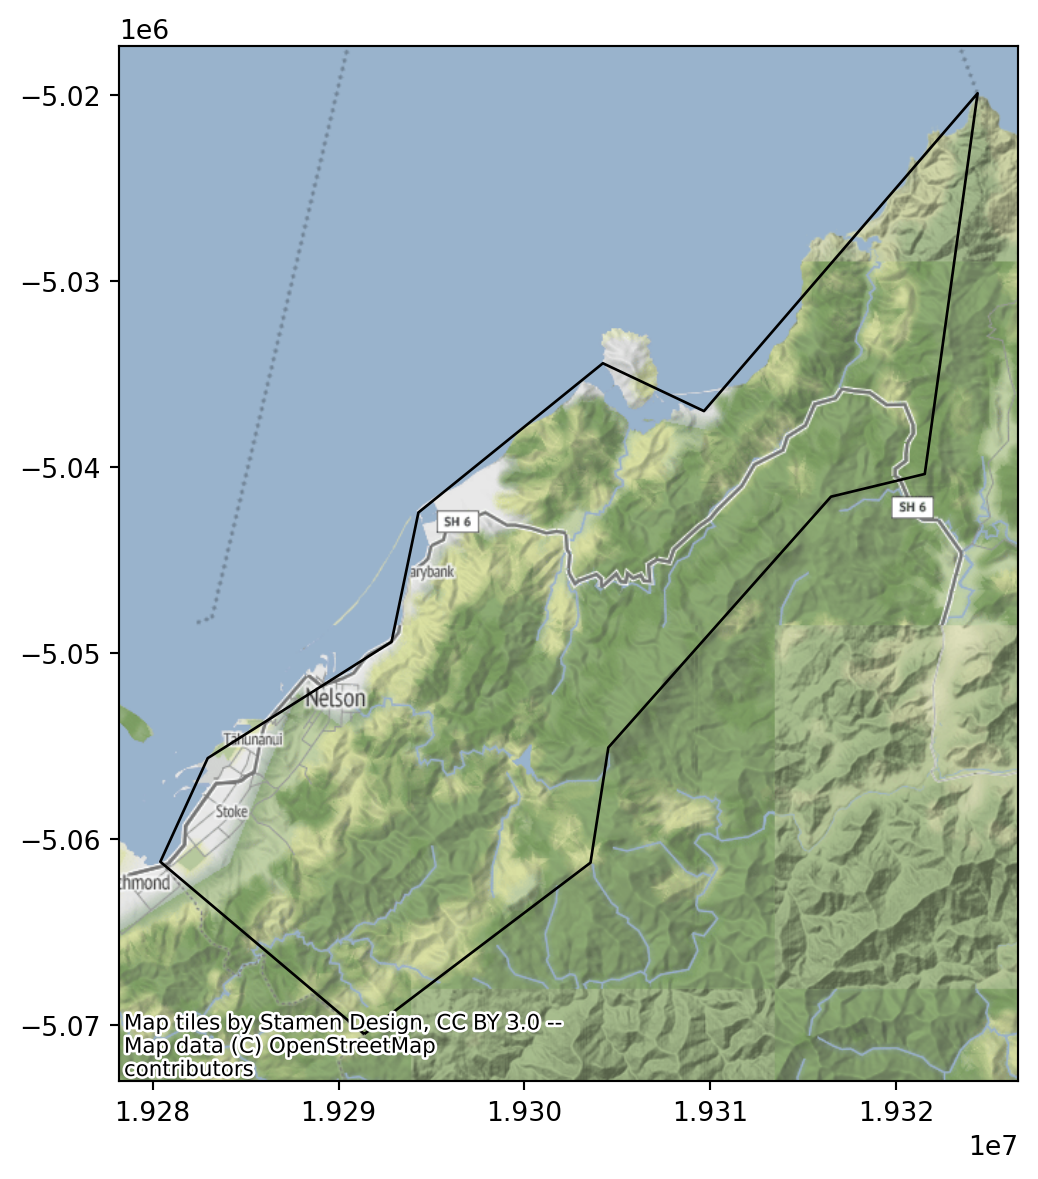 1e6
−5.02
−5.03
−5.04
SH 6
SH 6
arybank
−5.05
Nelson
Tāhunanui
Stoke
−5.06
chmond
−5.07
Map tiles by Stamen Design, CC BY 3.0 --
Map data (C) OpenStreetMap
contributors
1.928 1.929 1.930 1.931 1.932
1e7